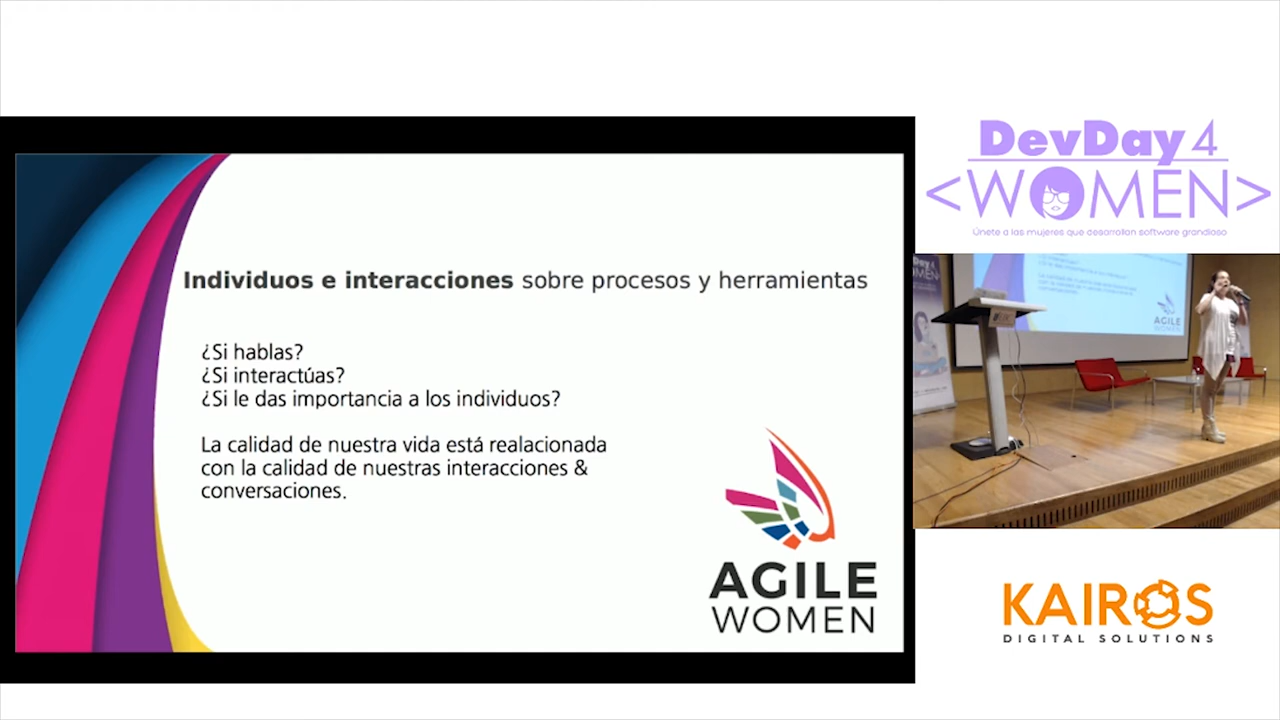 Individuos e interacciones sobre procesos y herramientas
¿Si hablas?
¿Si interactúas?
¿Si le das importancia a los individuos?
La calidad de nuestra vida está realacionada
con la calidad de nuestras interacciones &
conversaciones.
AGILE
WOMEN
DevDay4
<WOMEN>
Únete a las mujeres que desarrollan software grandioso
AGILE
WOMEN
KAIROS
DIGITAL SOLUTIONS